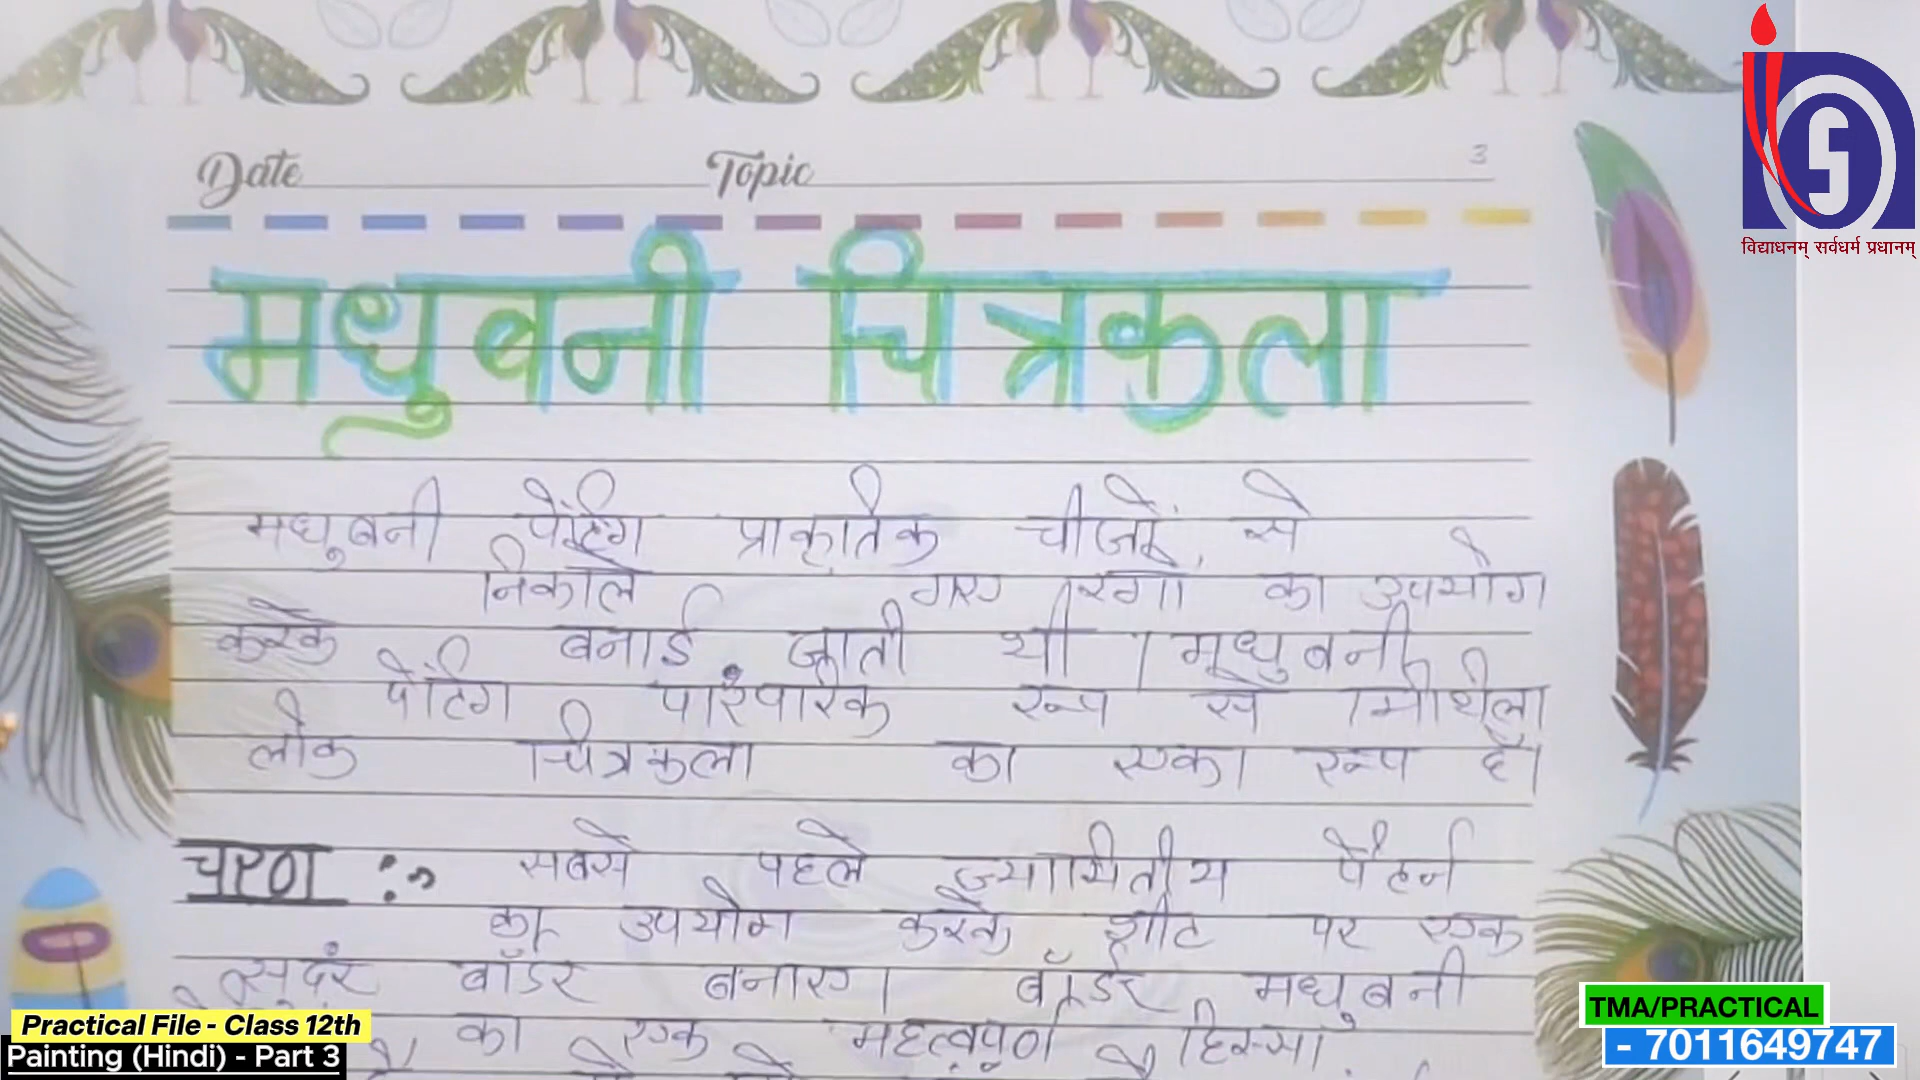 Date Topic 3
विद्याधनम् सर्वधर्म प्रधानम्
मधुबनी चित्रकला
मधुबनी पेंटिंग प्राकृतिक चीजों से
निकाले गए रंगों का उपयोग
करके बनाई जाती थी। मधुबनी
पेंटिंग पारंपारिक रूप से मिथिला
लोक चित्रकला का एका रूप है।
चरण :- सबसे पहले ज्यामितीय पैटर्न
का उपयोग करके शीट पर एक
सुदंर बॉडर बनाए। बॉर्डर मधुबनी
का एक महत्वपूर्ण हिस्सा
Practical File - Class 12th
Painting (Hindi) - Part 3
TMA/PRACTICAL
- 7011649747